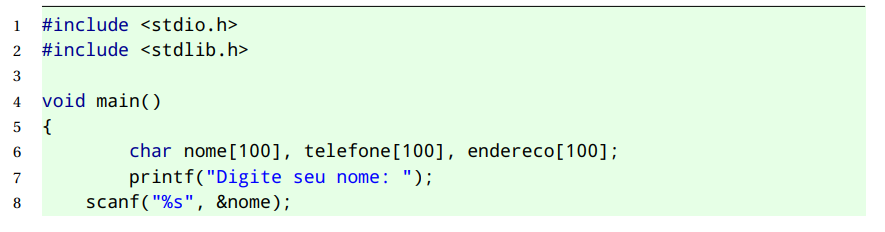 1 #include <stdio.h>
2 #include <stdlib.h>
3
4 void main()
5 {
6 char nome[100], telefone[100], endereco[100];
7 printf("Digite seu nome: ");
8 scanf("%s", &nome);